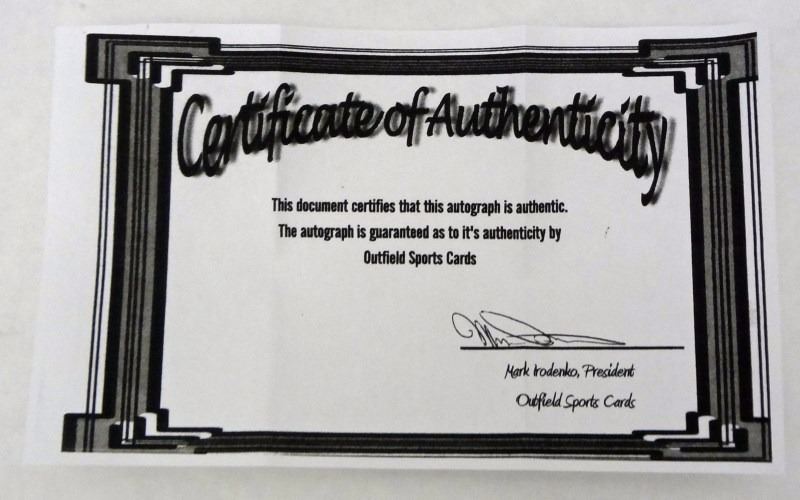 Certificate of Authenticity
This document certifies that this autograph is authentic.
The autograph is guaranteed as to it's authenticity by
Outfield Sports Cards
Mark Irodenko, President
Outfield Sports Cards